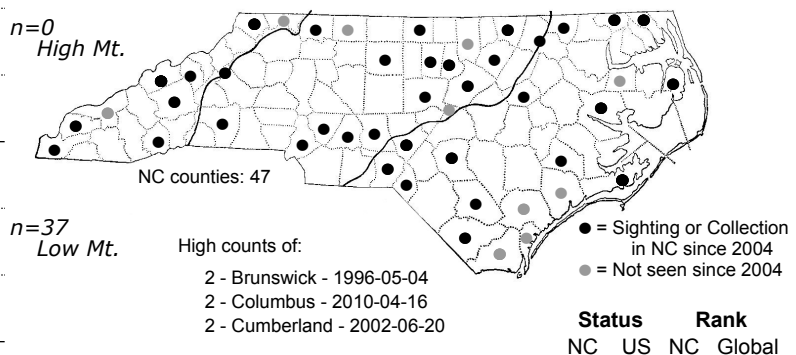 n=0
High Mt.
NC counties: 47
n=37
Low Mt.
High counts of:
2 - Brunswick - 1996-05-04
2 - Columbus - 2010-04-16
2 - Cumberland - 2002-06-20
= Sighting or Collection
in NC since 2004
= Not seen since 2004
Status Rank
NC US NC Global